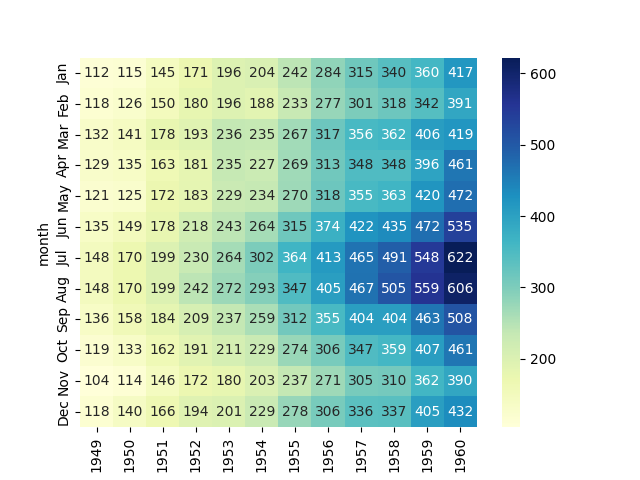 Jan 112 115 145 171 196 204 242 284 315 340 360 417
Feb 118 126 150 180 196 188 233 277 301 318 342 391
Mar 132 141 178 193 236 235 267 317 356 362 406 419
Apr 129 135 163 181 235 227 269 313 348 348 396 461
May 121 125 172 183 229 234 270 318 355 363 420 472
Jun 135 149 178 218 243 264 315 374 422 435 472 535
Jul 148 170 199 230 264 302 364 413 465 491 548 622
Aug 148 170 199 242 272 293 347 405 467 505 559 606
Sep 136 158 184 209 237 259 312 355 404 404 463 508
Oct 119 133 162 191 211 229 274 306 347 359 407 461
Nov 104 114 146 172 180 203 237 271 305 310 362 390
Dec 118 140 166 194 201 229 278 306 336 337 405 432
1949 1950 1951 1952 1953 1954 1955 1956 1957 1958 1959 1960
month
600
500
400
300
200